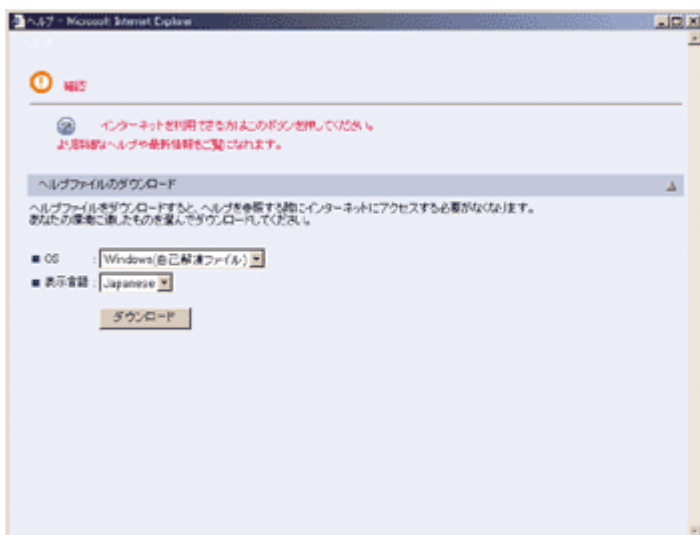 ヘルプ - Microsoft Internet Explorer
ヘルプ
確認
インターネットを利用できる方はこのボタンを押してください。
より詳細なヘルプや最新情報をご覧になれます。
ヘルプファイルのダウンロード
ヘルプファイルをダウンロードすると、ヘルプを参照する際にインターネットにアクセスする必要がなくなります。
あなたの環境に適したものを選んでダウンロードしてください。
■ OS : Windows(自己解凍ファイル)
■ 表示言語 : Japanese
ダウンロード